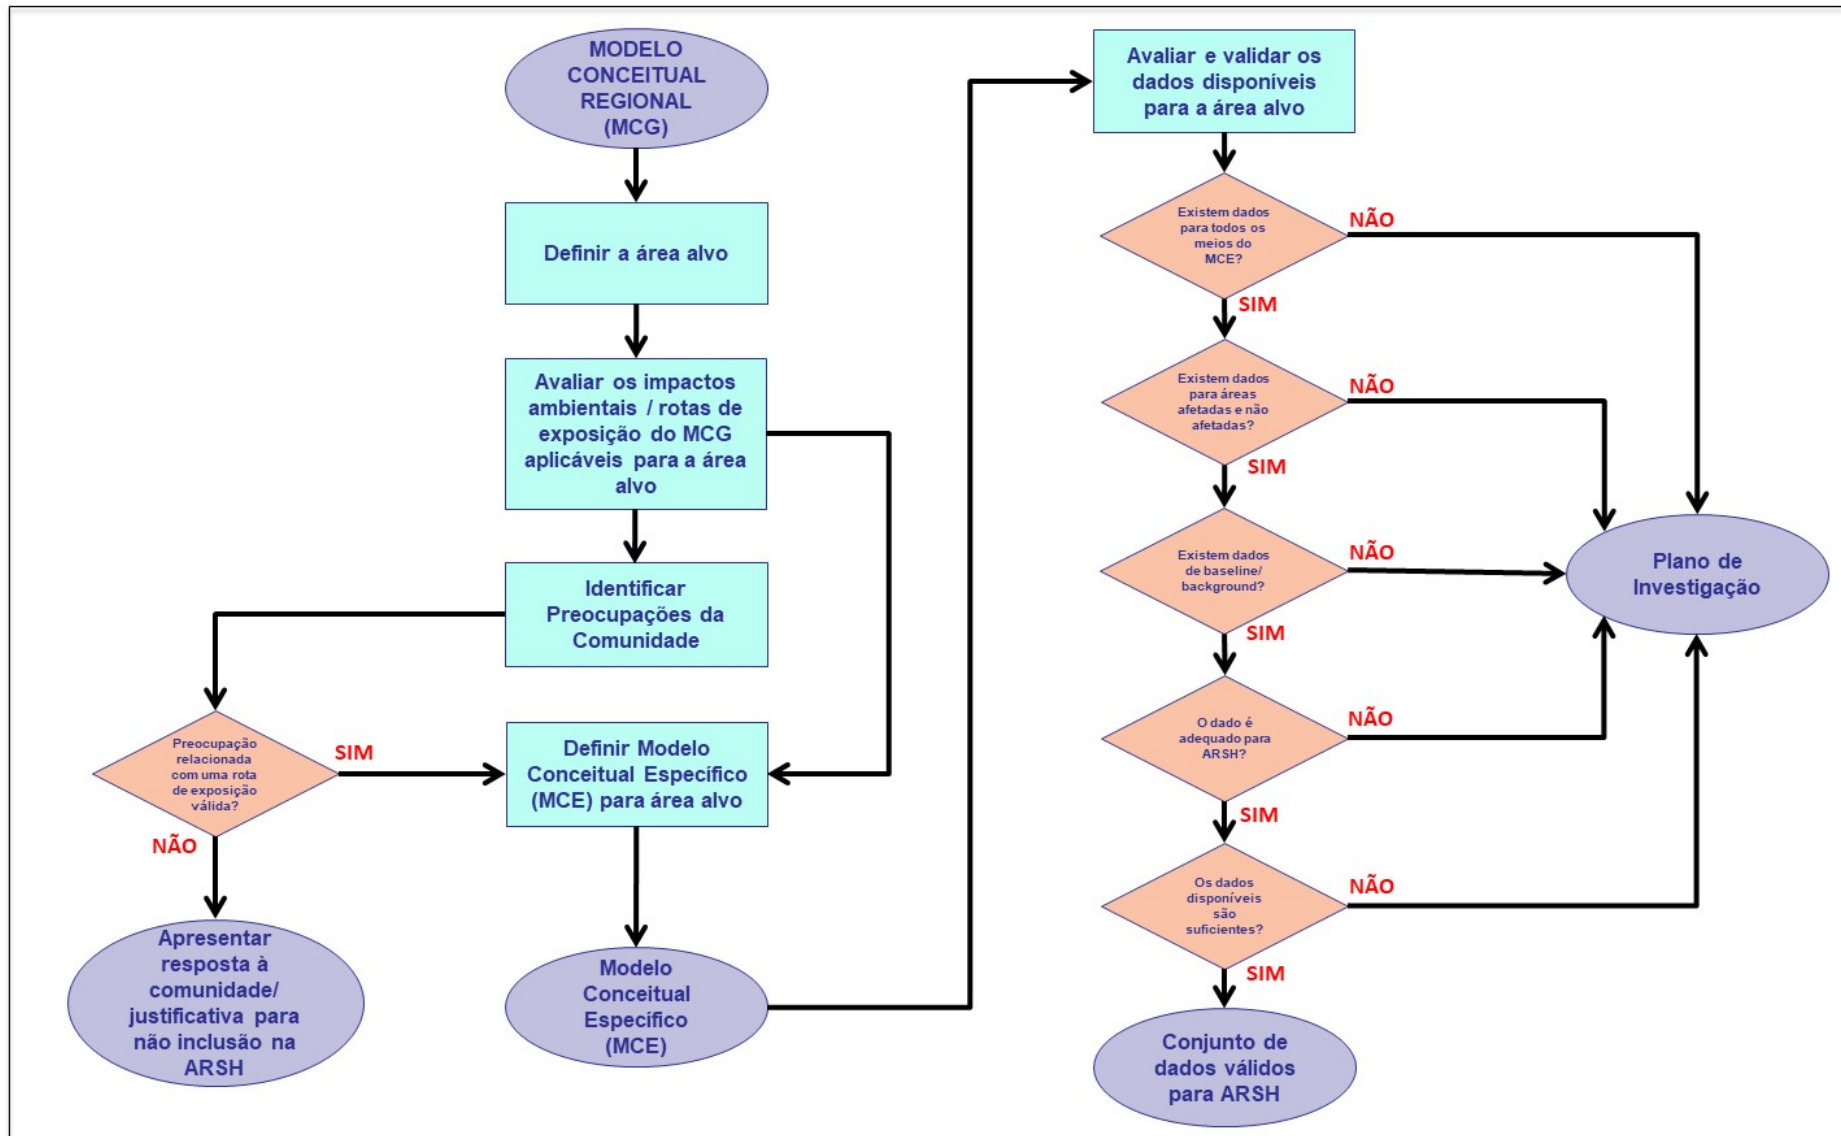 MODELO
CONCEITUAL
REGIONAL
(MCG)
Definir a área alvo
Avaliar os impactos
ambientais / rotas de
exposição do MCG
aplicáveis para a área
alvo
Identificar
Preocupações da
Comunidade
Preocupação
relacionada
com uma rota
de exposição
válida?
SIM
NÃO
Definir Modelo
Conceitual Específico
(MCE) para área alvo
Apresentar
resposta à
comunidade/
justificativa para
não inclusão na
ARSH
Modelo
Conceitual
Específico
(MCE)
Avaliar e validar os
dados disponíveis
para a área alvo
Existem dados
para todos os
meios do
MCE?
NÃO
SIM
Existem dados
para áreas
afetadas e não
afetadas?
NÃO
SIM
Existem dados
de baseline/
background?
NÃO
SIM
Plano de
Investigação
O dado é
adequado para
ARSH?
NÃO
SIM
Os dados
disponíveis
são
suficientes?
NÃO
SIM
Conjunto de
dados válidos
para ARSH